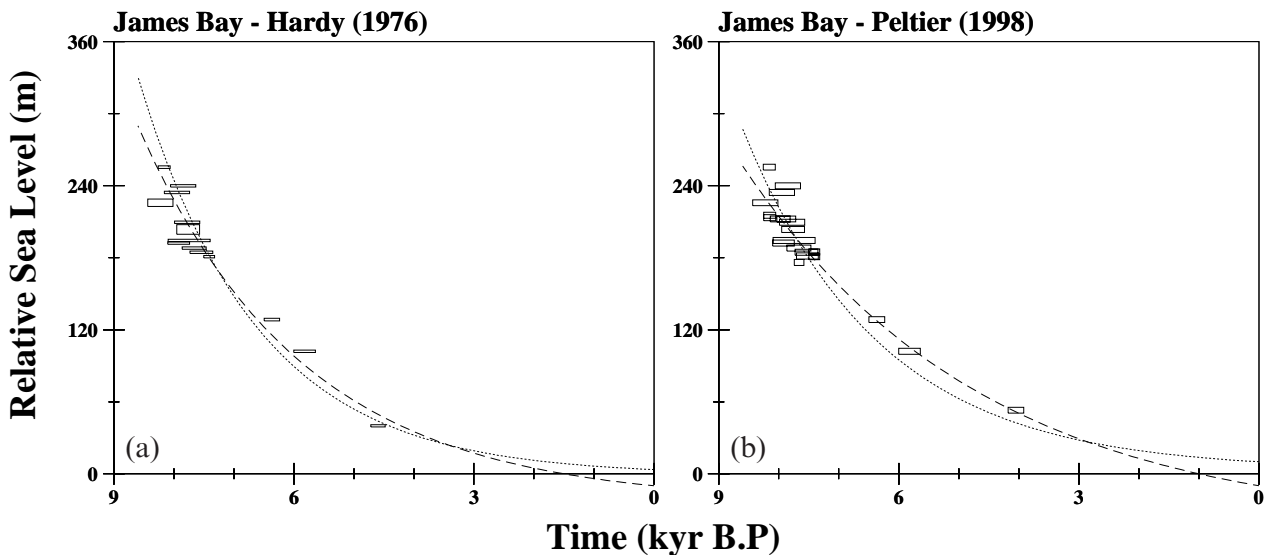 James Bay - Hardy (1976)
James Bay - Peltier (1998)
Relative Sea Level (m)
360
240
120
0
(a)
9
6
3
0
360
240
120
0
(b)
9
6
3
0
Time (kyr B.P)